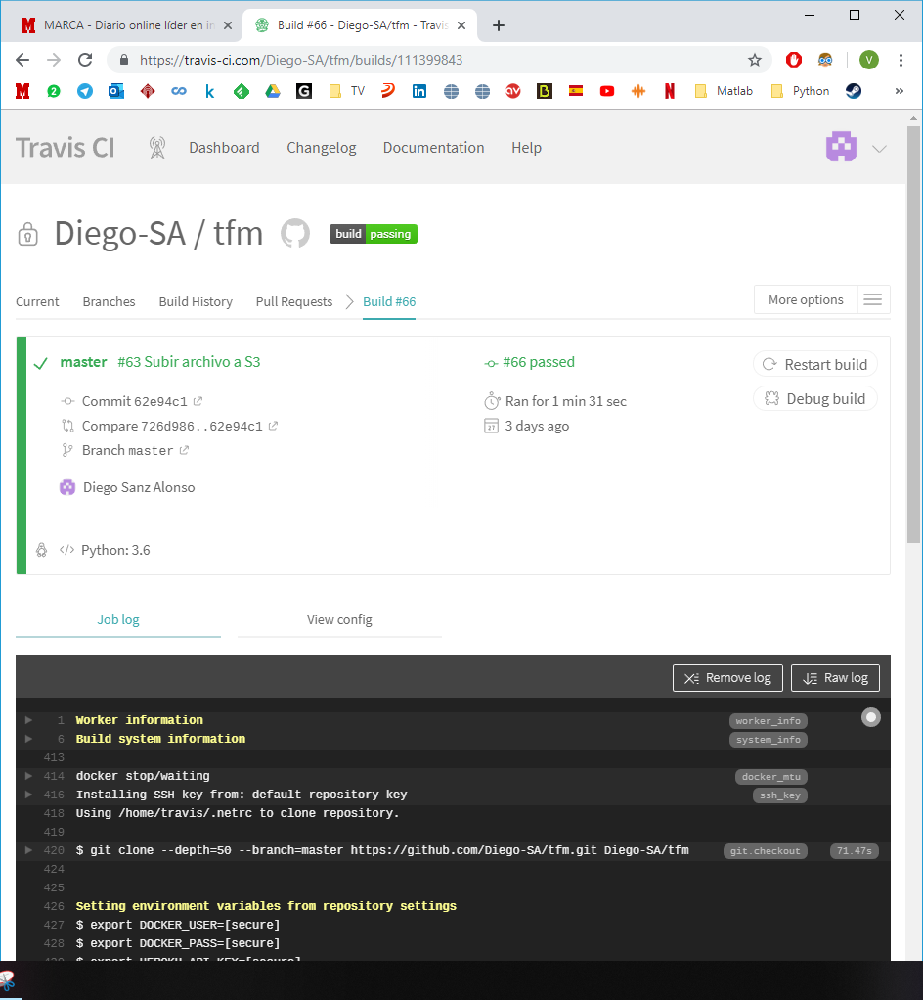 MARCA - Diario online líder en in
Build #66 - Diego-SA/tfm - Travis
https://travis-ci.com/Diego-SA/tfm/builds/111399843
V
TV
Matlab
Python
Travis CI
Dashboard
Changelog
Documentation
Help
Diego-SA / tfm
build passing
Current
Branches
Build History
Pull Requests
Build #66
More options
master #63 Subir archivo a S3
#66 passed
Restart build
Commit 62e94c1
Ran for 1 min 31 sec
Debug build
Compare 726d986..62e94c1
3 days ago
Branch master
Diego Sanz Alonso
Python: 3.6
Job log
View config
Remove log
Raw log
1 Worker information worker_info
6 Build system information system_info
413
414 docker stop/waiting docker_mtu
416 Installing SSH key from: default repository key ssh_key
418 Using /home/travis/.netrc to clone repository.
419
420 $ git clone --depth=50 --branch=master https://github.com/Diego-SA/tfm.git Diego-SA/tfm git.checkout 71.47s
424
425
426 Setting environment variables from repository settings
427 $ export DOCKER_USER=[secure]
428 $ export DOCKER_PASS=[secure]
429 $ export HEROKU_API_KEY=[secure]